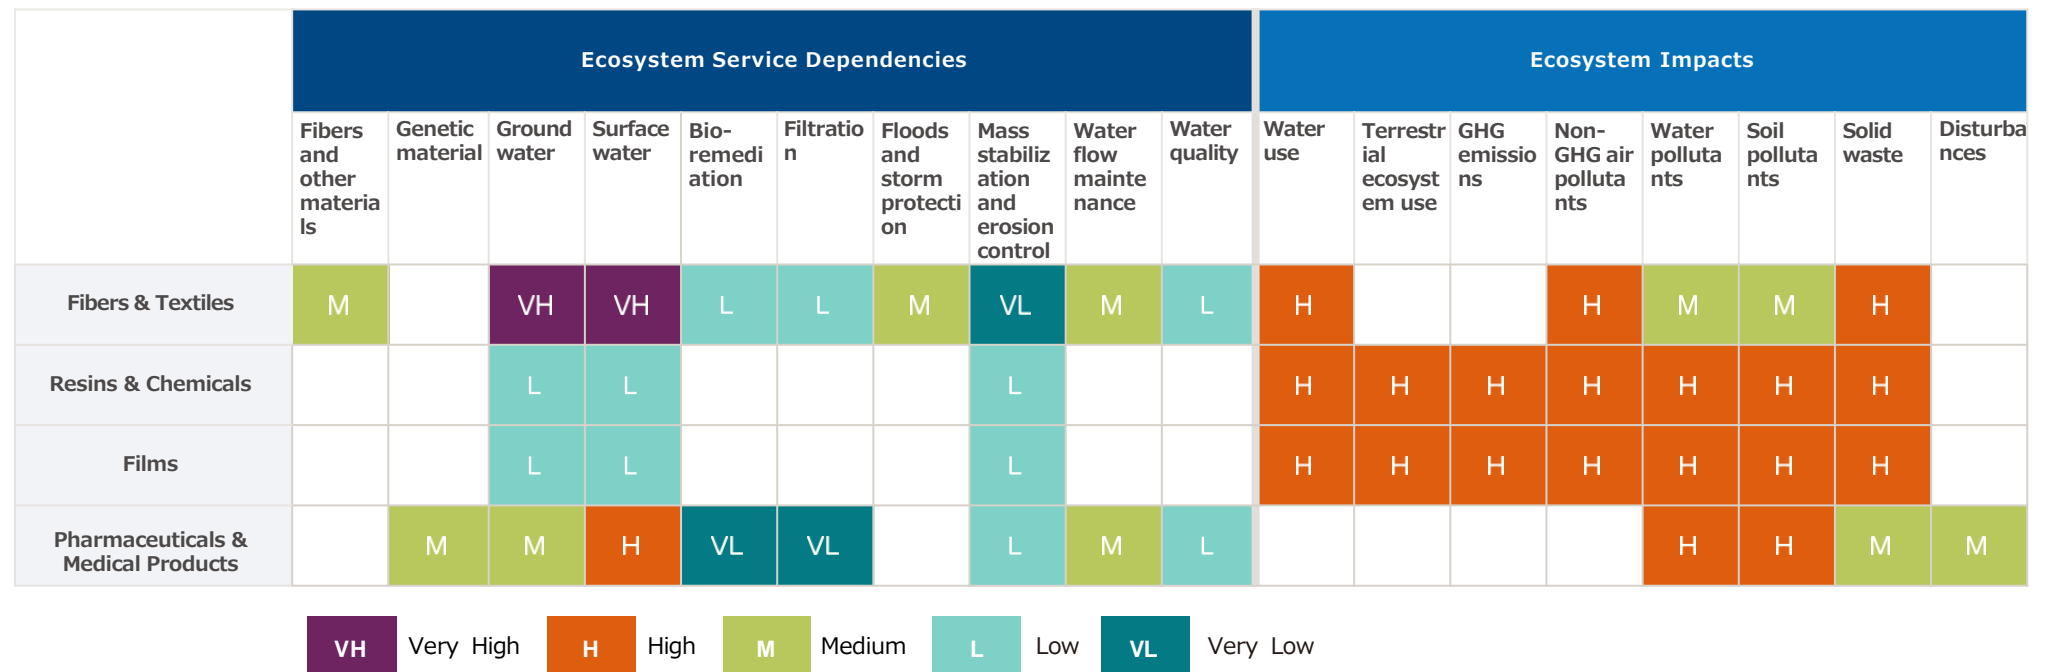 Ecosystem Service Dependencies
Ecosystem Impacts
Fibers
and
other
materia
ls
Genetic
material
Ground
water
Surface
water
Bio-
remedi
ation
Filtratio
n
Floods
and
storm
protecti
on
Mass
stabiliz
ation
and
erosion
control
Water
flow
mainte
nance
Water
quality
Water
use
Terrestr
ial
ecosyst
em use
GHG
emissio
ns
Non-
GHG air
polluta
nts
Water
polluta
nts
Soil
polluta
nts
Solid
waste
Disturba
nces
Fibers & Textiles
M VH VH L L M VL M L H H M M H
Resins & Chemicals
L L L H H H H H H H
Films
L L L H H H H H H H
Pharmaceuticals &
Medical Products
M M H VL VL L M L H H M M
VH Very High H High M Medium L Low VL Very Low